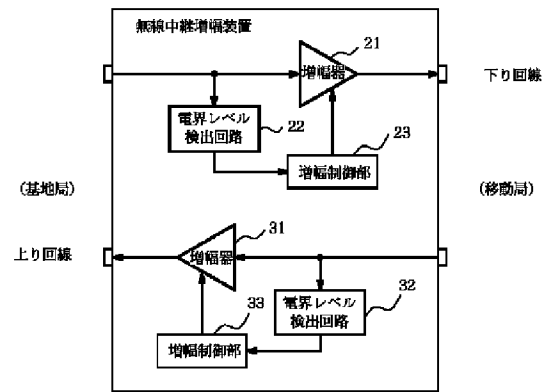 無線中継増幅装置
21
増幅器
下り回線
電界レベル
検出回路
22
23
増幅制御部
(基地局)
(移動局)
31
上り回線
増幅器
32
電界レベル
検出回路
33
増幅制御部